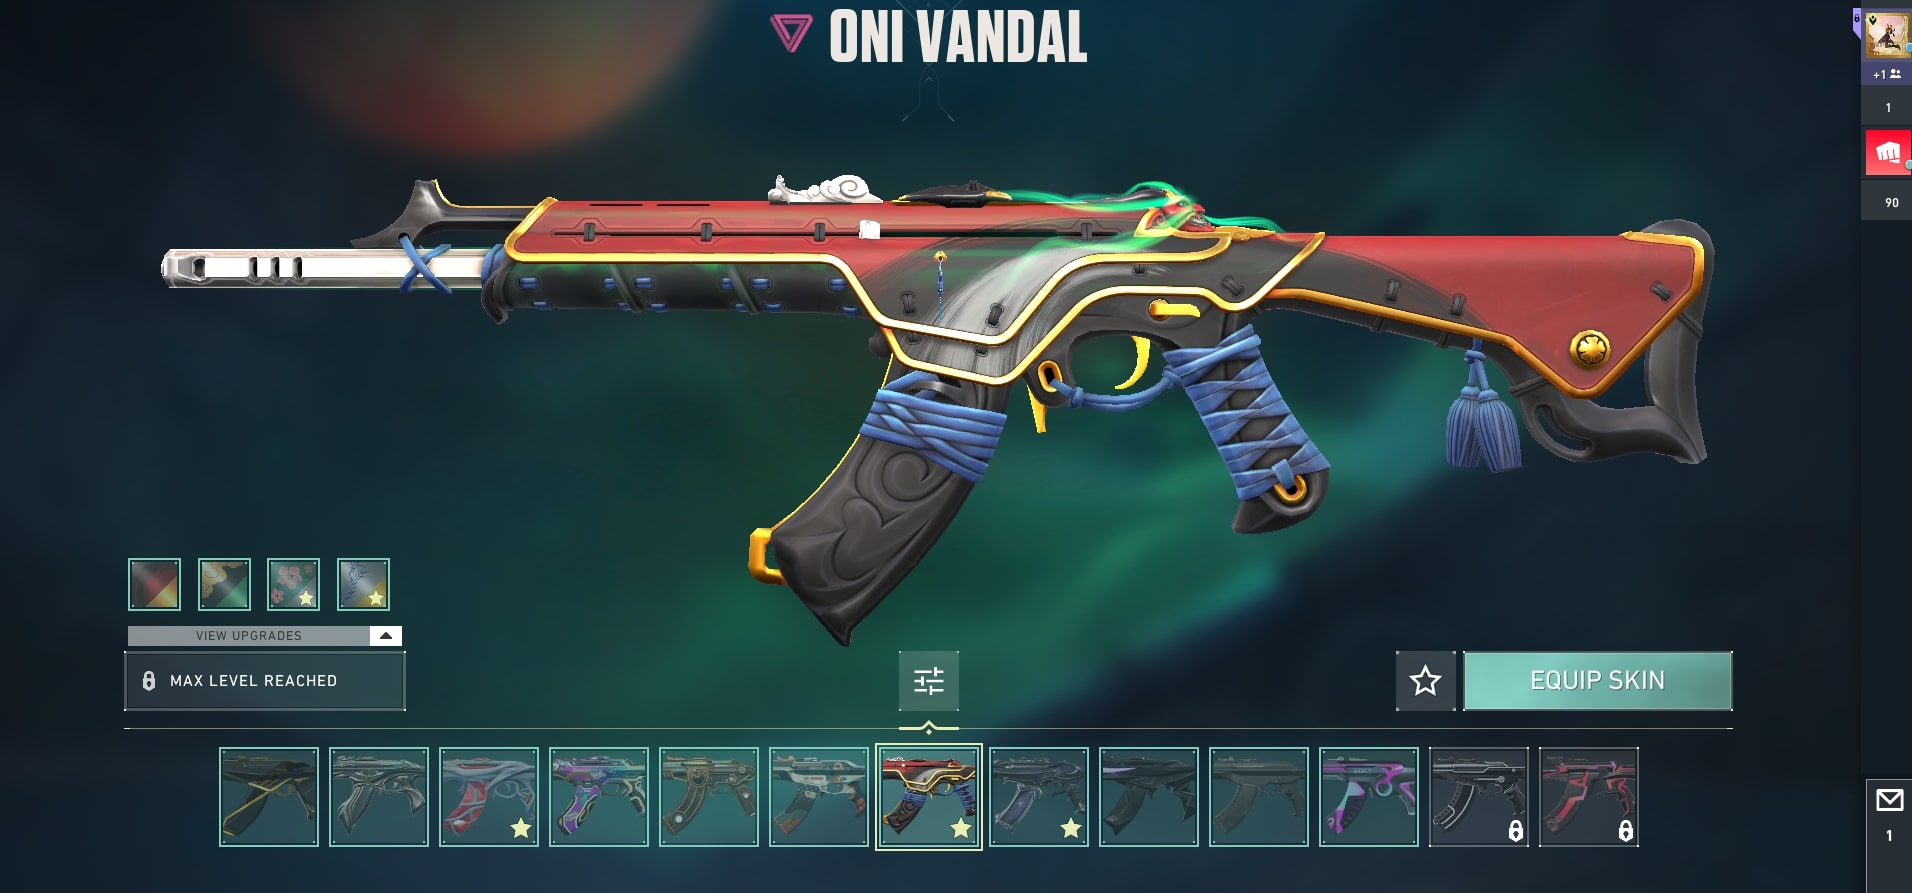 ONI VANDAL
+1
1
90
VIEW UPGRADES
MAX LEVEL REACHED
EQUIP SKIN
1